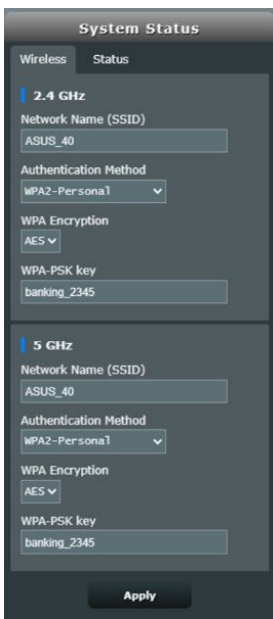 System Status
Wireless Status
2.4 GHz
Network Name (SSID)
ASUS_40
Authentication Method
WPA2-Personal
WPA Encryption
AES
WPA-PSK key
banking_2345
5 GHz
Network Name (SSID)
ASUS_40
Authentication Method
WPA2-Personal
WPA Encryption
AES
WPA-PSK key
banking_2345
Apply